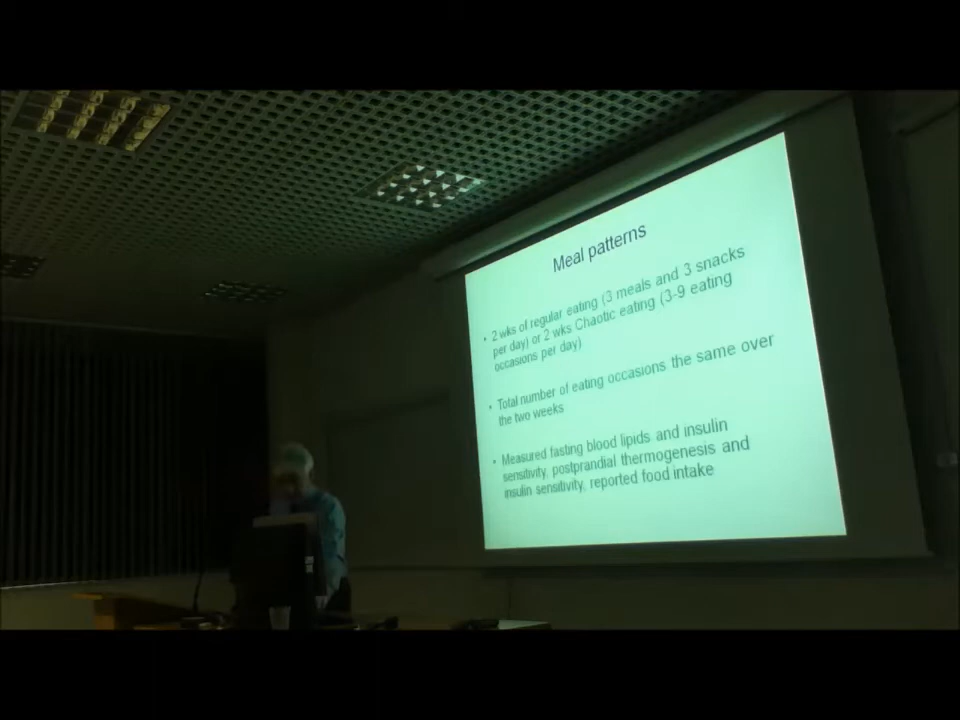 Meal patterns
• 2 wks of regular eating (3 meals and 3 snacks
per day) or 2 wks Chaotic eating (3-9 eating
occasions per day)
• Total number of eating occasions the same over
the two weeks
• Measured fasting blood lipids and insulin
sensitivity, postprandial thermogenesis and
insulin sensitivity, reported food intake